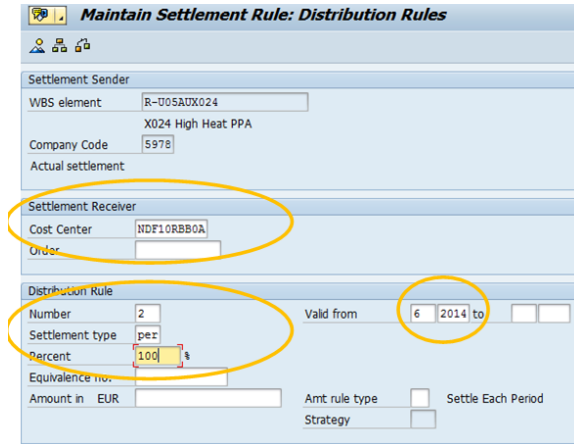 Maintain Settlement Rule: Distribution Rules
Settlement Sender
WBS element R-U05AUX024
X024 High Heat PPA
Company Code 5978
Actual settlement
Settlement Receiver
Cost Center NDF10RBB0A
Order
Distribution Rule
Number 2 Valid from 6 2014 to
Settlement type per
Percent 100 %
Equivalence no.
Amount in EUR Amt rule type Settle Each Period
Strategy